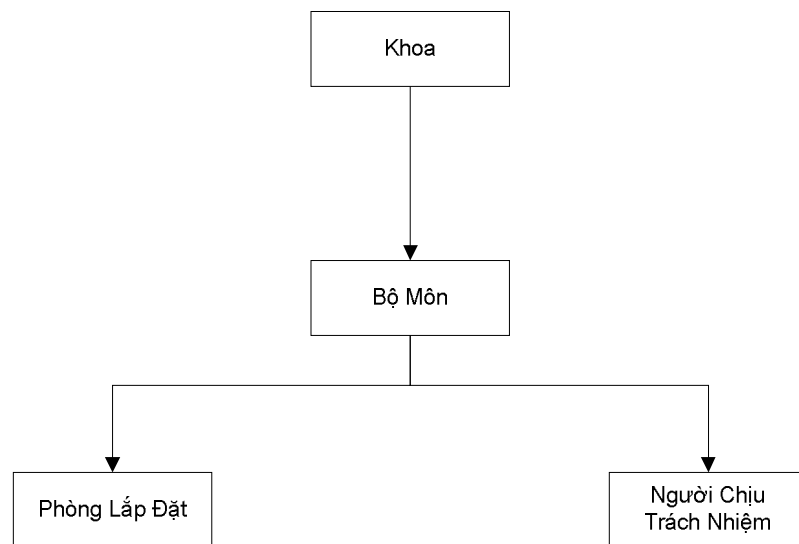 Khoa
Bộ Môn
Phòng Lắp Đặt
Người Chịu
Trách Nhiệm